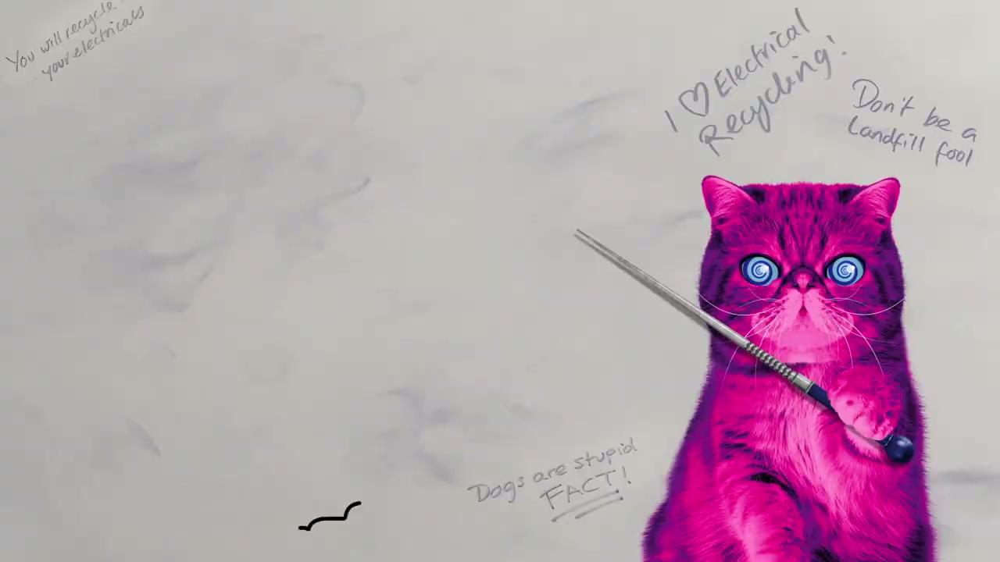 You will recycle
your electricals
I ♡ Electrical
Recycling!
Don't be a
Landfill fool
Dogs are stupid
FACT!